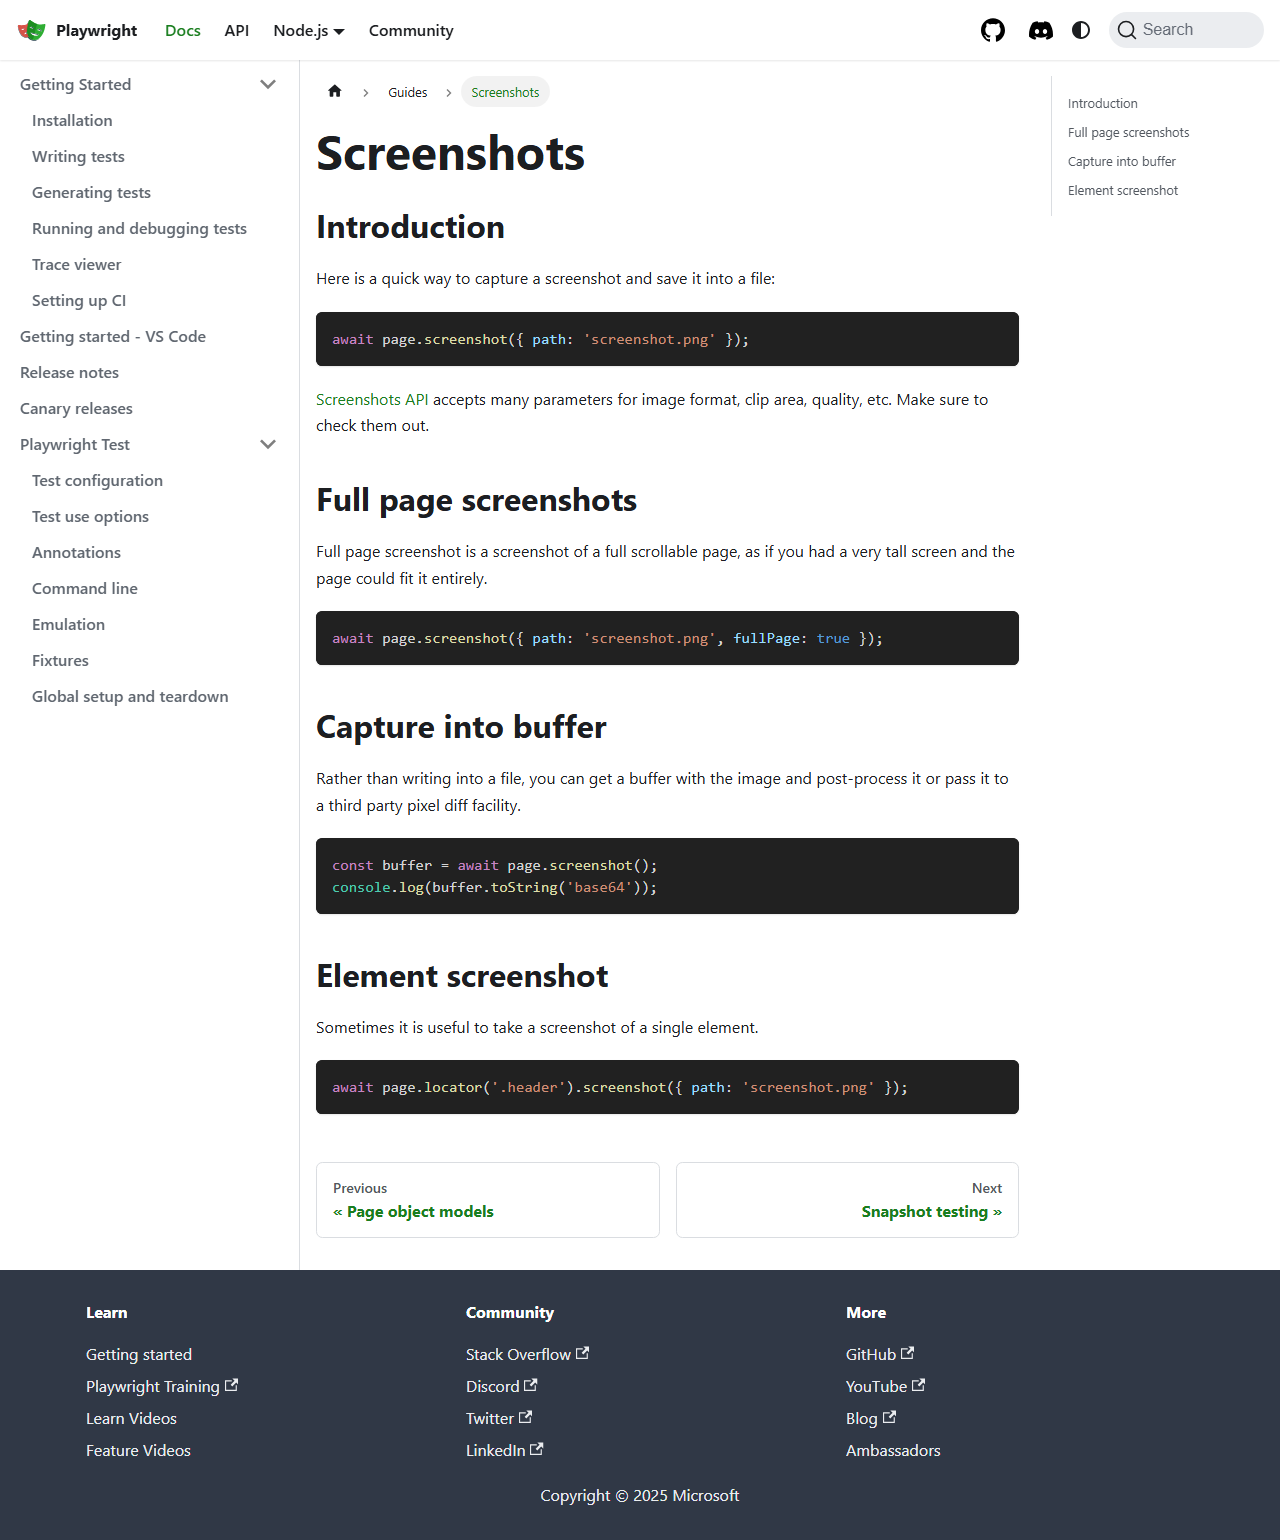 Playwright
Docs
API
Node.js
Community
Search
Getting Started
Installation
Writing tests
Generating tests
Running and debugging tests
Trace viewer
Setting up CI
Getting started - VS Code
Release notes
Canary releases
Playwright Test
Test configuration
Test use options
Annotations
Command line
Emulation
Fixtures
Global setup and teardown
Guides
Screenshots
Screenshots
Introduction
Here is a quick way to capture a screenshot and save it into a file:
await page.screenshot({ path: 'screenshot.png' });
Screenshots API accepts many parameters for image format, clip area, quality, etc. Make sure to
check them out.
Full page screenshots
Full page screenshot is a screenshot of a full scrollable page, as if you had a very tall screen and the
page could fit it entirely.
await page.screenshot({ path: 'screenshot.png', fullPage: true });
Capture into buffer
Rather than writing into a file, you can get a buffer with the image and post-process it or pass it to
a third party pixel diff facility.
const buffer = await page.screenshot();
console.log(buffer.toString('base64'));
Element screenshot
Sometimes it is useful to take a screenshot of a single element.
await page.locator('.header').screenshot({ path: 'screenshot.png' });
Previous
« Page object models
Next
Snapshot testing »
Introduction
Full page screenshots
Capture into buffer
Element screenshot
Learn
Getting started
Playwright Training
Learn Videos
Feature Videos
Community
Stack Overflow
Discord
Twitter
LinkedIn
More
GitHub
YouTube
Blog
Ambassadors
Copyright © 2025 Microsoft